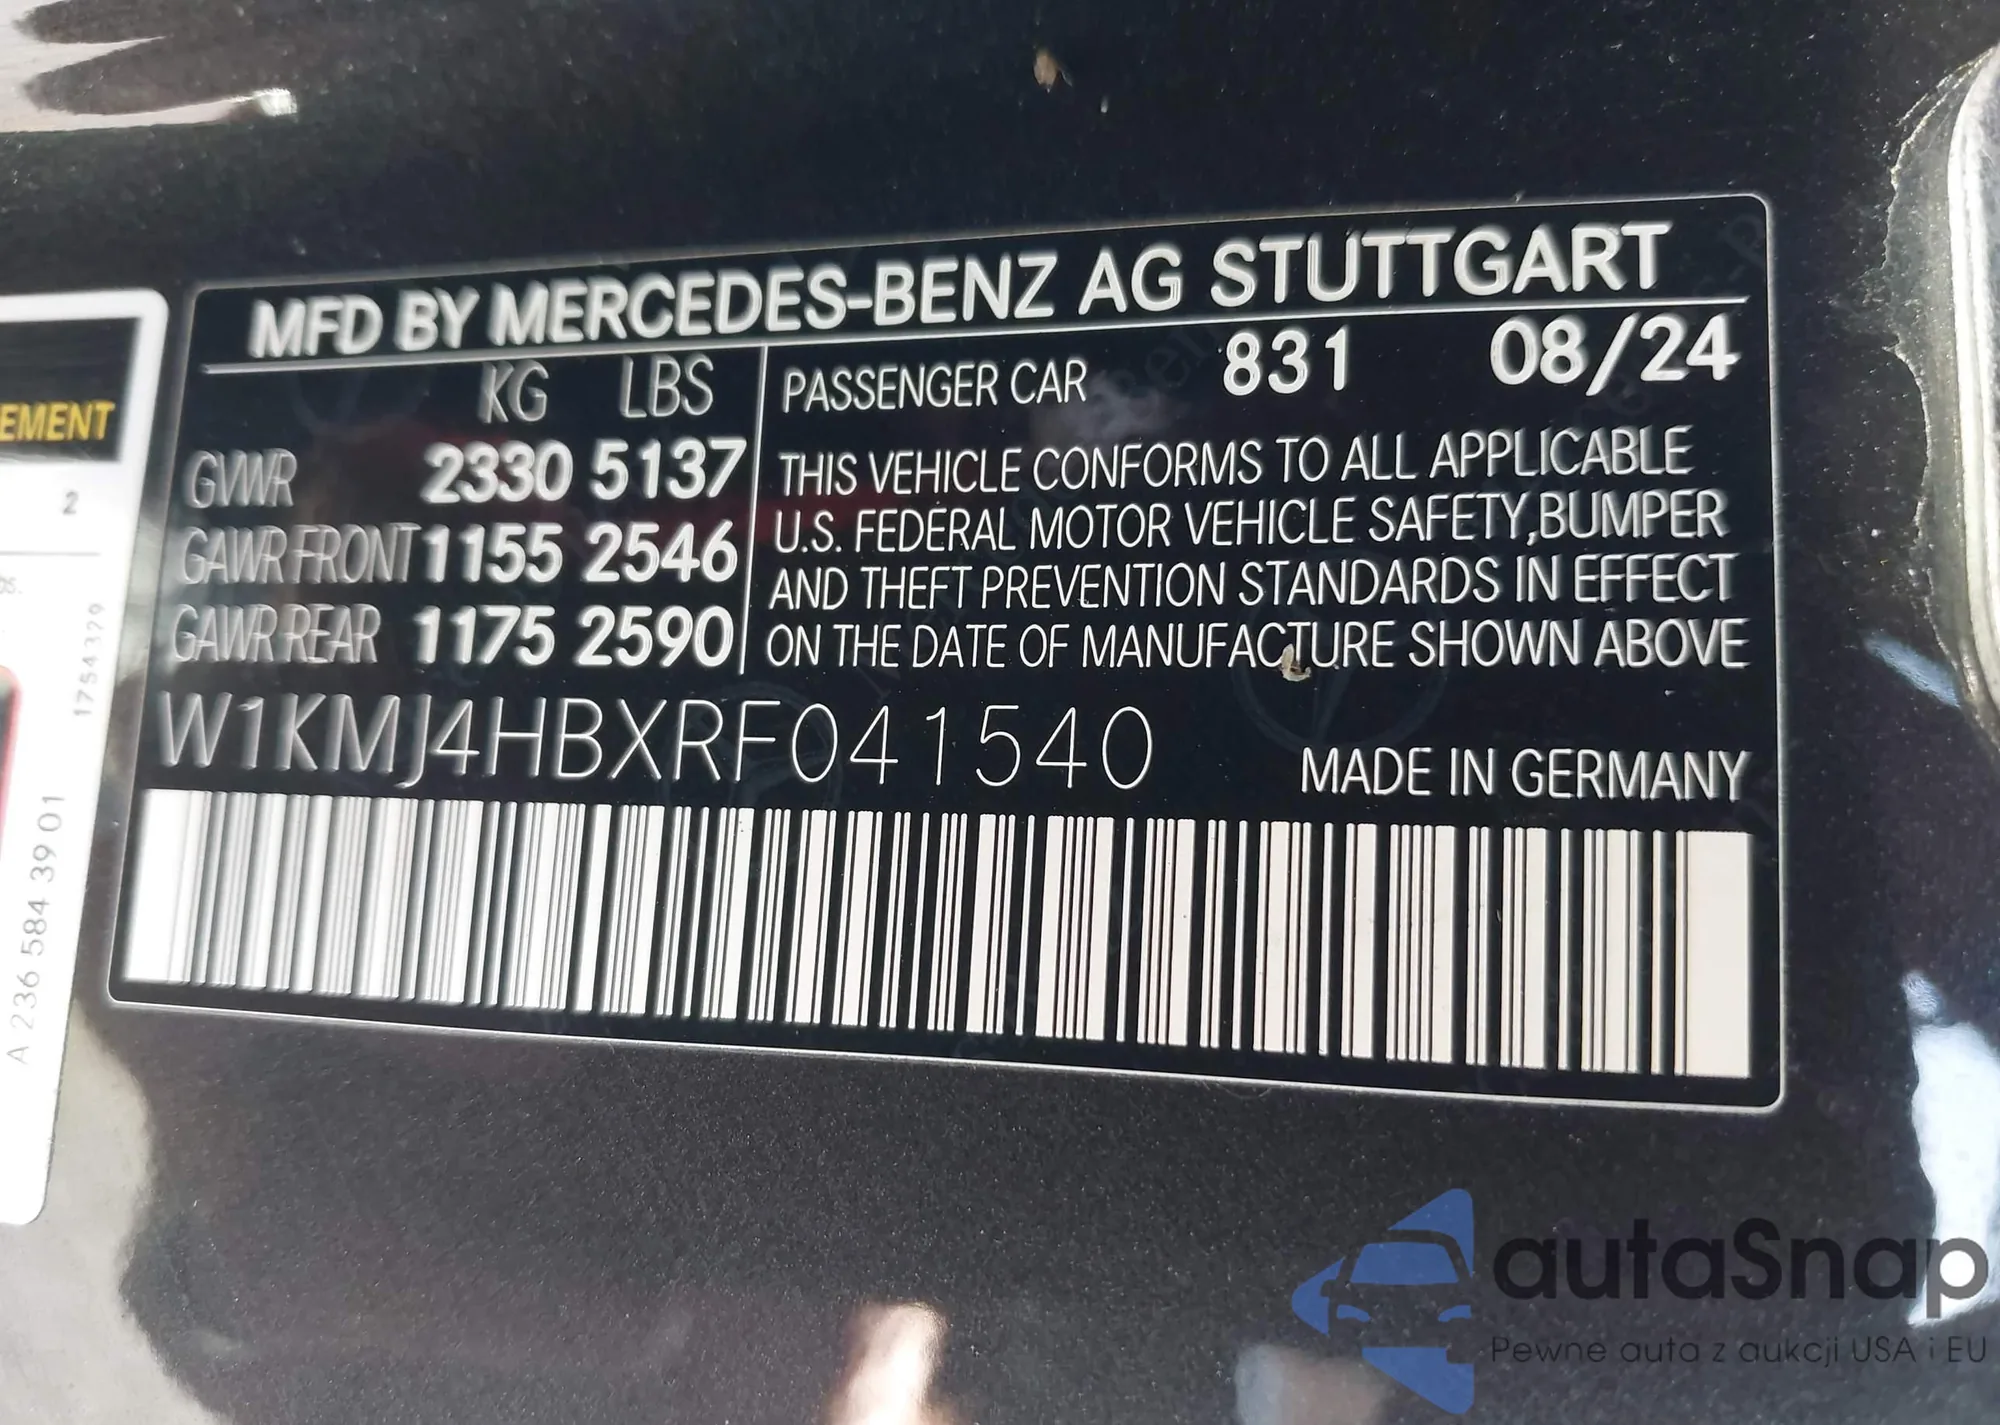 MFD BY MERCEDES-BENZ AG STUTTGART
KG LBS
GVWR 2330 5137
GAWR FRONT 1155 2546
GAWR REAR 1175 2590
PASSENGER CAR 831 08/24
THIS VEHICLE CONFORMS TO ALL APPLICABLE
U.S. FEDERAL MOTOR VEHICLE SAFETY,BUMPER
AND THEFT PREVENTION STANDARDS IN EFFECT
ON THE DATE OF MANUFACTURE SHOWN ABOVE
W1KMJ4HBXRF041540
MADE IN GERMANY
EMENT
2
1754329
A 236 584 39 01
autaSnap
Pewne auta z aukcji USA i EU